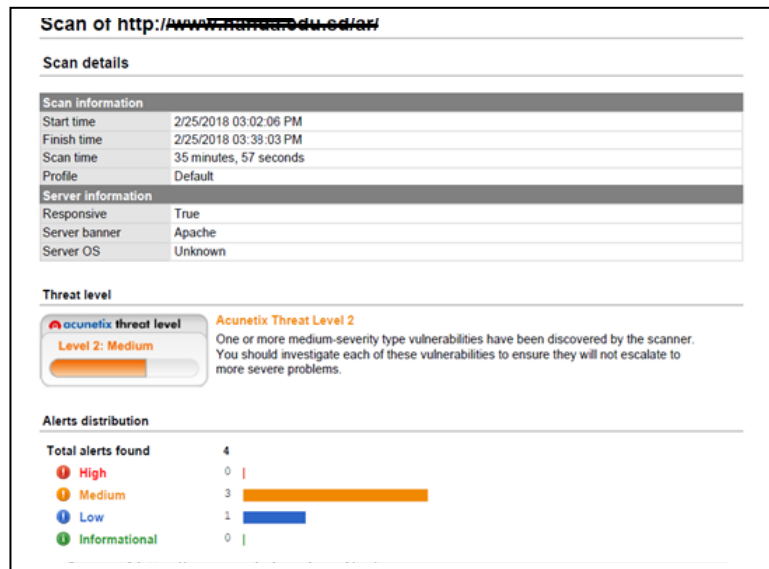 Scan of http://
Scan details
Scan information
Start time 2/25/2018 03:02:06 PM
Finish time 2/25/2018 03:38:03 PM
Scan time 35 minutes, 57 seconds
Profile Default
Server information
Responsive True
Server banner Apache
Server OS Unknown
Threat level
acunetix threat level
Level 2: Medium
Acunetix Threat Level 2
One or more medium-severity type vulnerabilities have been discovered by the scanner.
You should investigate each of these vulnerabilities to ensure they will not escalate to
more severe problems.
Alerts distribution
Total alerts found 4
High 0
Medium 3
Low 1
Informational 0